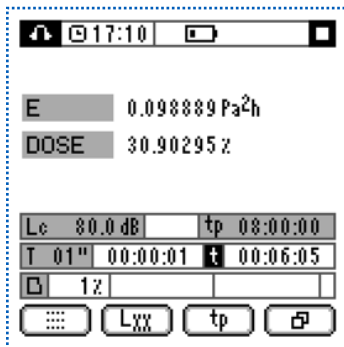 17:10
E 0.098889 Pa²h
DOSE 30.90295%
Lc 80.0 dB tp 08:00:00
T 01" 00:00:01 t 00:06:05
1%
Lxx tp